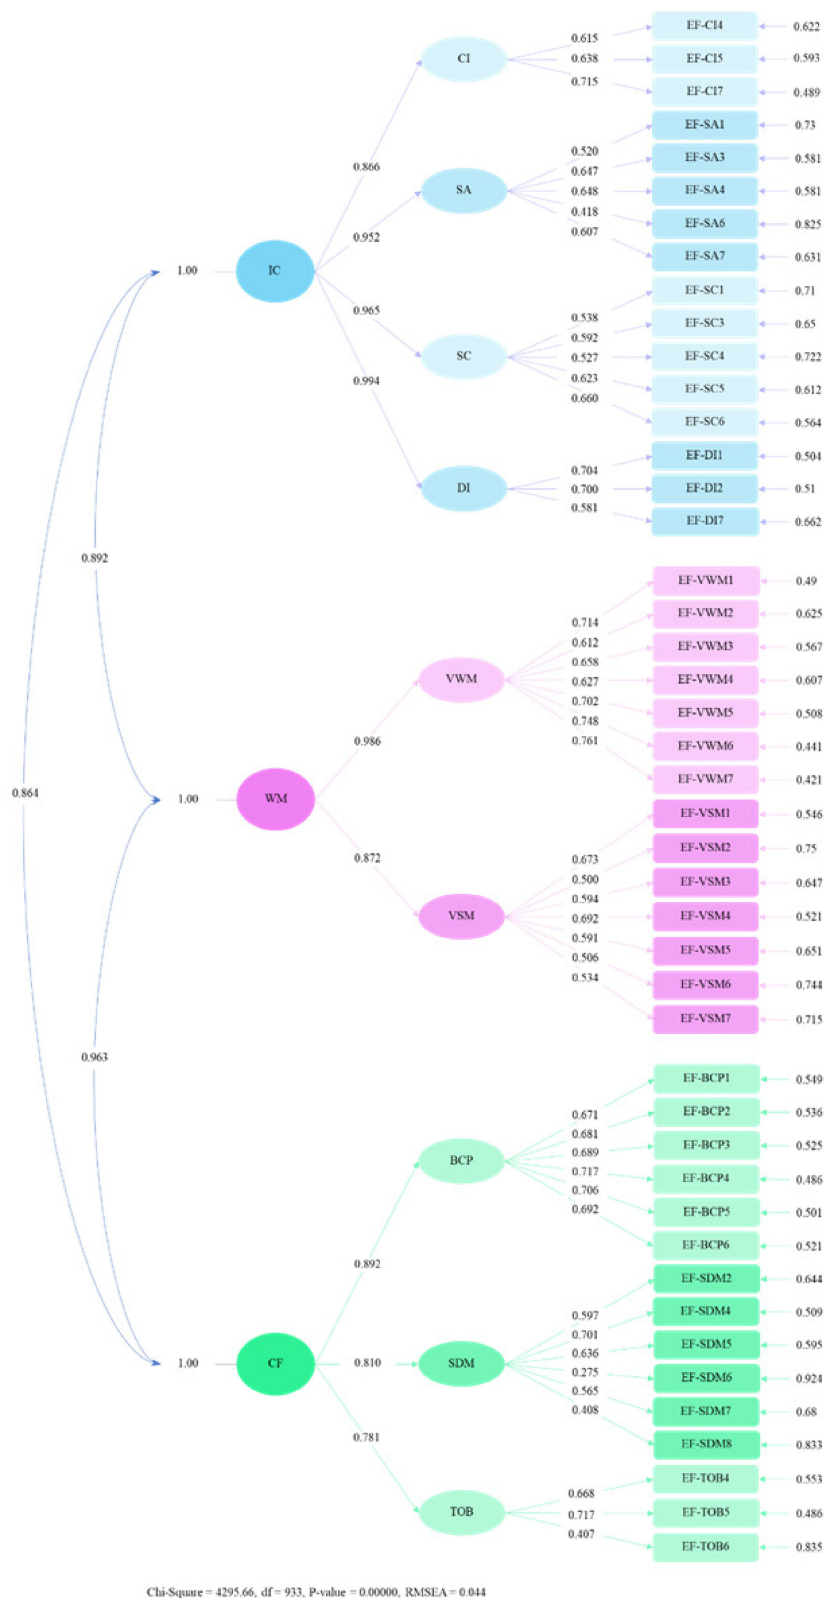 EF-CI4
0.622
0.615
CI
0.638
EF-CI5
0.593
0.715
EF-CI7
0.489
EF-SA1
0.73
0.520
0.866
EF-SA3
0.581
0.647
SA
0.648
EF-SA4
0.581
0.418
EF-SA6
0.825
0.607
0.952
EF-SA7
0.631
1.00
IC
EF-SC1
0.71
0.965
0.538
EF-SC3
0.65
0.592
SC
0.527
EF-SC4
0.722
0.623
0.994
EF-SC5
0.612
0.660
EF-SC6
0.564
EF-DI1
0.504
0.704
DI
0.700
EF-DI2
0.51
0.581
EF-DI7
0.662
0.892
EF-VWM1
0.49
0.714
EF-VWM2
0.625
0.612
EF-VWM3
0.567
0.658
VWM
0.627
EF-VWM4
0.607
0.702
EF-VWM5
0.508
0.748
0.986
0.761
EF-VWM6
0.441
EF-VWM7
0.421
0.864
1.00
WM
EF-VSM1
0.546
0.872
0.673
EF-VSM2
0.75
0.500
EF-VSM3
0.647
0.594
VSM
0.692
EF-VSM4
0.521
0.591
EF-VSM5
0.651
0.506
0.534
EF-VSM6
0.744
EF-VSM7
0.715
0.963
EF-BCP1
0.549
0.671
EF-BCP2
0.536
0.681
EF-BCP3
0.525
0.689
BCP
0.717
EF-BCP4
0.486
0.706
EF-BCP5
0.501
0.692
EF-BCP6
0.521
0.892
EF-SDM2
0.644
0.597
EF-SDM4
0.509
0.701
EF-SDM5
0.595
0.636
1.00
CF
0.810
SDM
0.275
EF-SDM6
0.924
0.565
EF-SDM7
0.68
0.408
0.781
EF-SDM8
0.833
EF-TOB4
0.553
0.668
TOB
0.717
EF-TOB5
0.486
0.407
EF-TOB6
0.835
Chi-Square = 4295.66, df = 933, P-value = 0.00000, RMSEA = 0.044